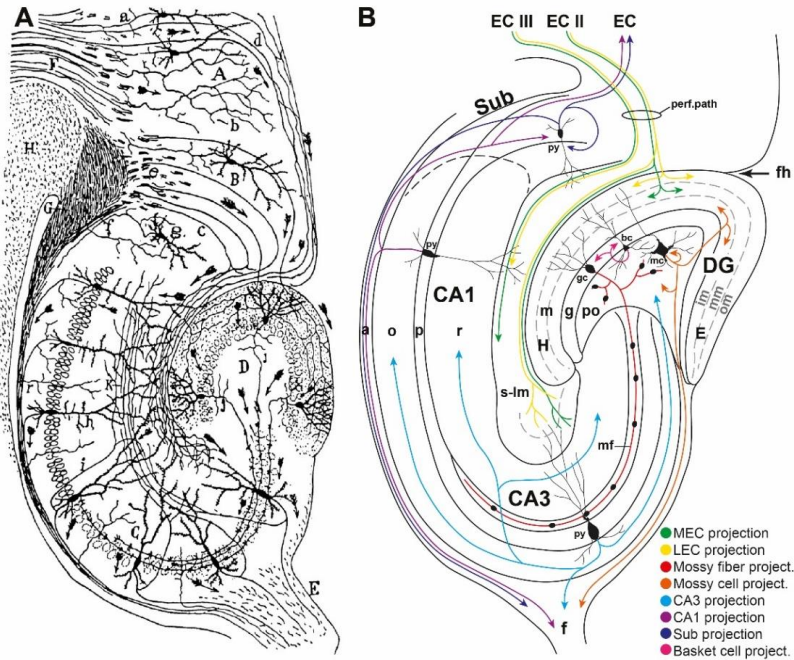 A
a
d
F
A
b
H
B
e
G
g
c
f
D
r
K
h
j
i
C
E
B
EC III EC II EC
Sub
perf.path
py
fh
py
bc
mc
DG
gc
CA1
m g po
lm
mm
om
a o p r
H
E
s-lm
mf
CA3
py
f
MEC projection
LEC projection
Mossy fiber project.
Mossy cell project.
CA3 projection
CA1 projection
Sub projection
Basket cell project.